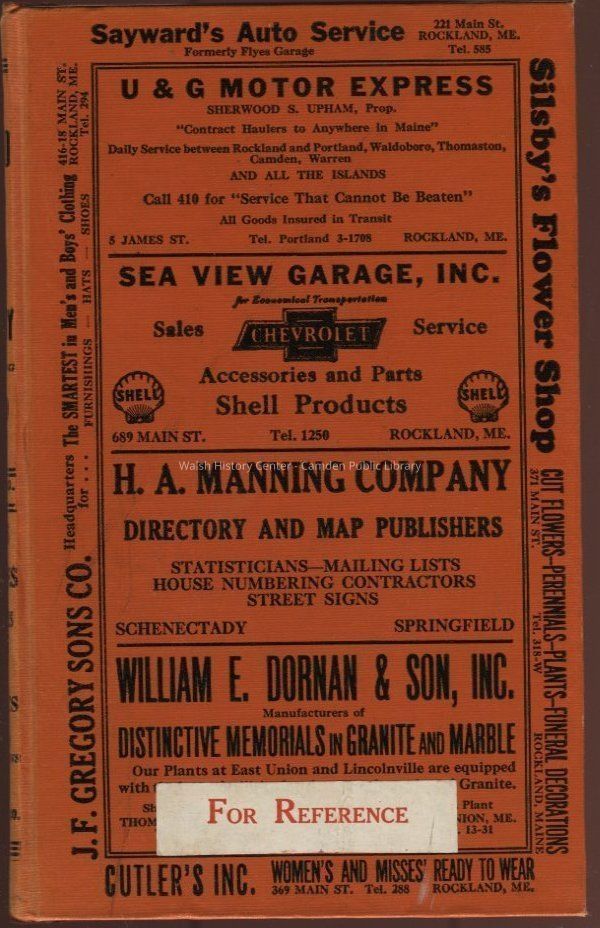 Sayward's Auto Service
Formerly Flyes Garage
221 Main St.
ROCKLAND, ME.
Tel. 585
U & G MOTOR EXPRESS
SHERWOOD S. UPHAM, Prop.
"Contract Haulers to Anywhere in Maine"
Daily Service between Rockland and Portland, Waldoboro, Thomaston,
Camden, Warren
AND ALL THE ISLANDS
Call 410 for "Service That Cannot Be Beaten"
All Goods Insured in Transit
5 JAMES ST. Tel. Portland 3-1708 ROCKLAND, ME.
SEA VIEW GARAGE, INC.
for Economical Transportation
Sales CHEVROLET Service
Accessories and Parts
SHELL Shell Products SHELL
689 MAIN ST. Tel. 1250 ROCKLAND, ME.
Walsh History Center - Camden Public Library
H. A. MANNING COMPANY
DIRECTORY AND MAP PUBLISHERS
STATISTICIANS—MAILING LISTS
HOUSE NUMBERING CONTRACTORS
STREET SIGNS
SCHENECTADY SPRINGFIELD
WILLIAM E. DORNAN & SON, INC.
Manufacturers of
DISTINCTIVE MEMORIALS IN GRANITE AND MARBLE
Our Plants at East Union and Lincolnville are equipped
with Granite.
Plant
THOM NION, ME.
13-31
FOR REFERENCE
CUTLER'S INC. WOMEN'S AND MISSES' READY TO WEAR
369 MAIN ST. Tel. 288 ROCKLAND, ME.
J. F. GREGORY SONS CO.
Headquarters for . . .
The SMARTEST in Men's and Boys' Clothing
FURNISHINGS — HATS — SHOES
416-18 MAIN ST.
ROCKLAND, ME.
Tel. 294
Silsby's Flower Shop
CUT FLOWERS—PERENNIALS—PLANTS—FUNERAL DECORATIONS
371 MAIN ST. Tel. 318-W ROCKLAND, MAINE